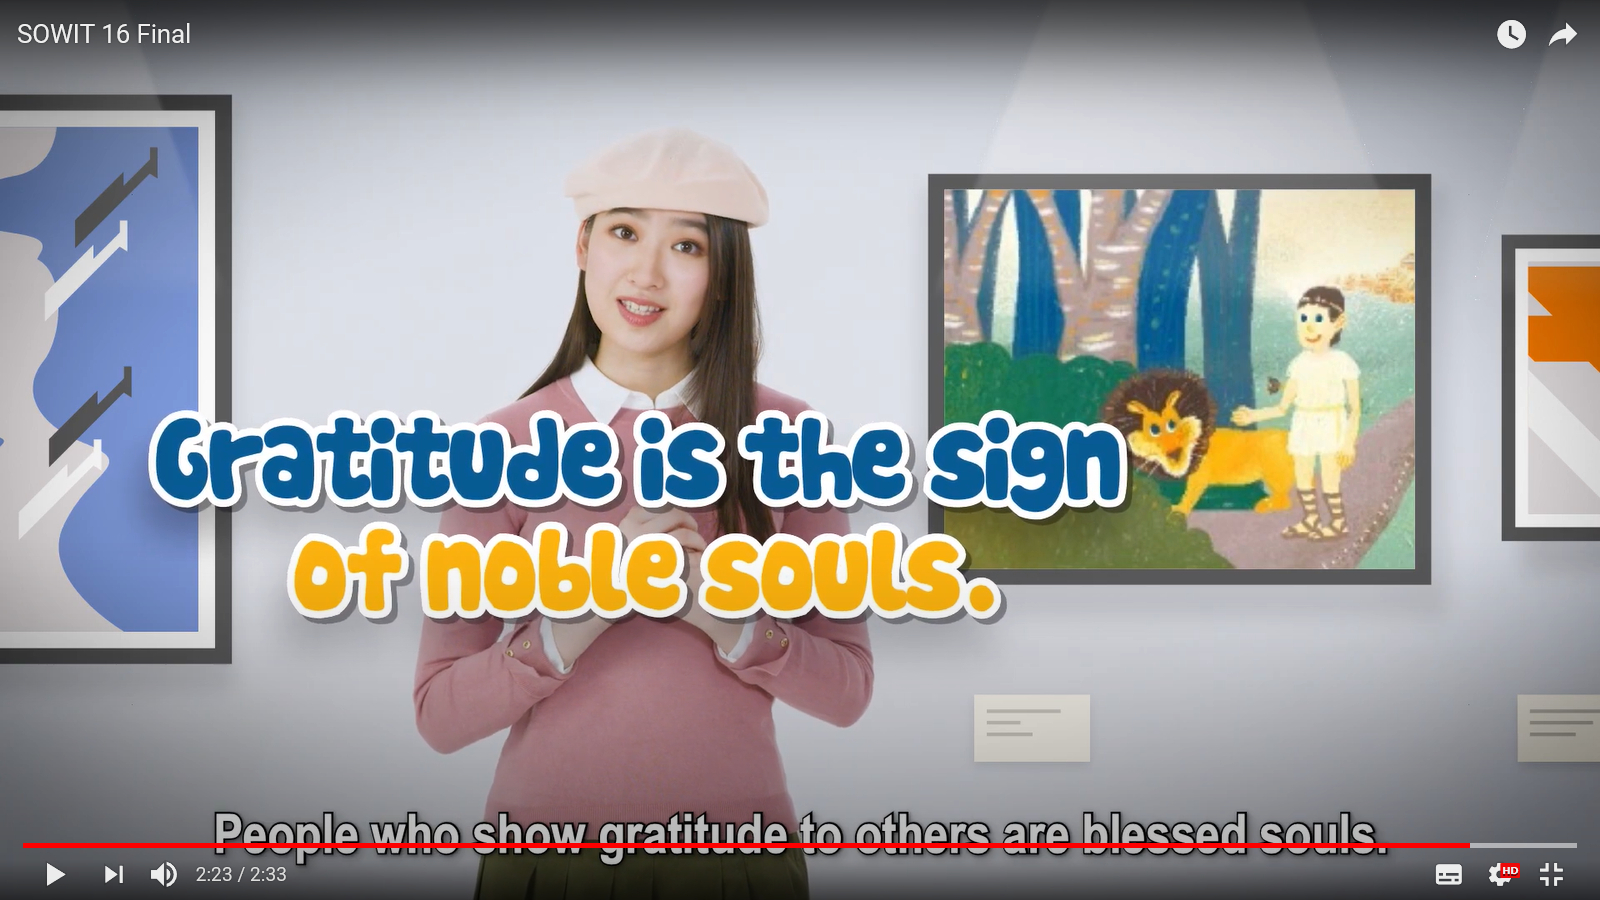 SOWIT 16 Final
Gratitude is the sign
of noble souls.
People who show gratitude to others are blessed souls.
2:23 / 2:33
HD